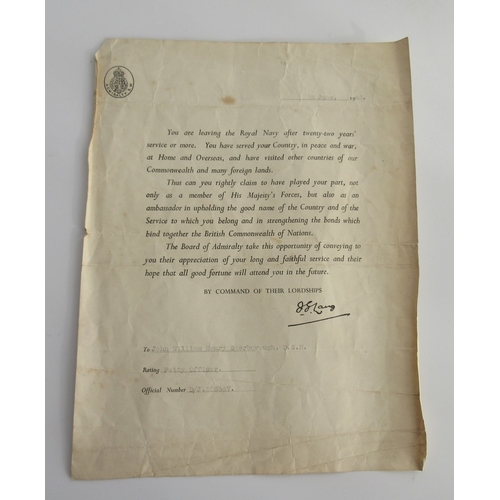 You are leaving the Royal Navy after twenty-two years'
service or more. You have served your Country, in peace and war,
at Home and Overseas, and have visited other countries of our
Commonwealth and many foreign lands.
Thus can you rightly claim to have played your part, not
only as a member of His Majesty's Forces, but also as an
ambassador in upholding the good name of the Country and of the
Service to which you belong and in strengthening the bonds which
bind together the British Commonwealth of Nations.
The Board of Admiralty take this opportunity of conveying to
you their appreciation of your long and faithful service and their
hope that all good fortune will attend you in the future.
BY COMMAND OF THEIR LORDSHIPS
J.G.Lang
To John William Henry
Rating Petty Officer
Official Number